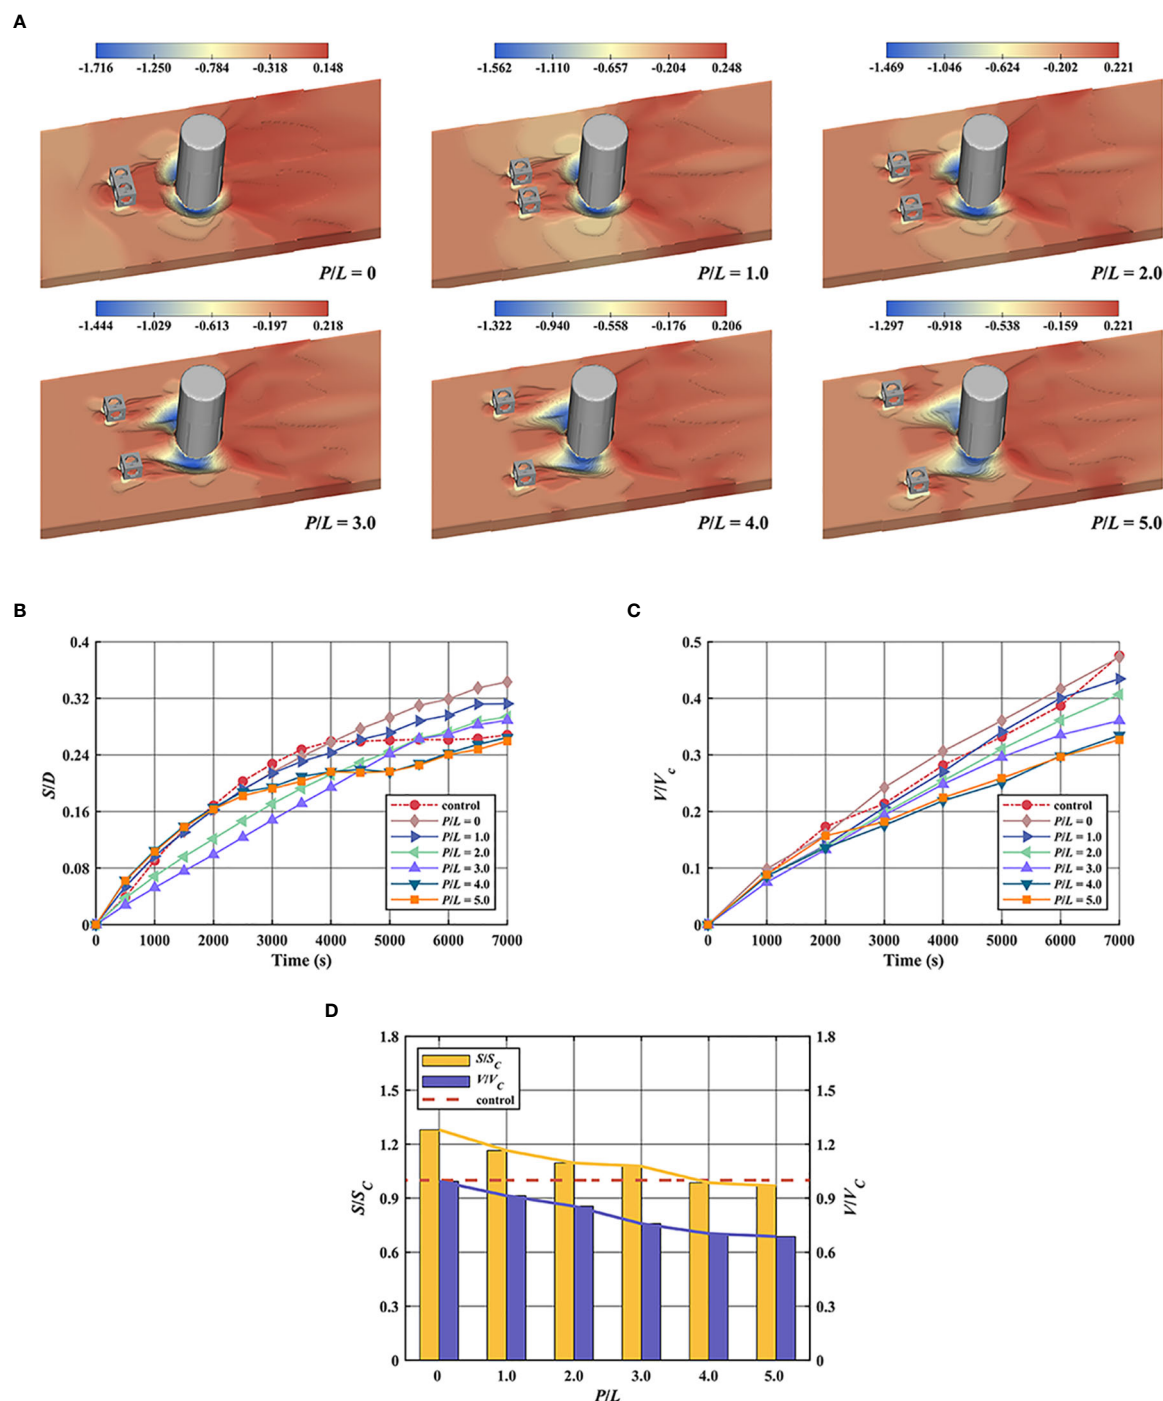 A
-1.716 -1.250 -0.784 -0.318 0.148
-1.562 -1.110 -0.657 -0.204 0.248
-1.469 -1.046 -0.624 -0.202 0.221
P/L = 0
P/L = 1.0
P/L = 2.0
-1.444 -1.029 -0.613 -0.197 0.218
-1.322 -0.940 -0.558 -0.176 0.206
-1.297 -0.918 -0.538 -0.159 0.221
P/L = 3.0
P/L = 4.0
P/L = 5.0
B
0.4
0.32
0.24
0.16
0.08
0
S/D
control
P/L = 0
P/L = 1.0
P/L = 2.0
P/L = 3.0
P/L = 4.0
P/L = 5.0
0 1000 2000 3000 4000 5000 6000 7000
Time (s)
C
0.5
0.4
0.3
0.2
0.1
0
V/Vc
control
P/L = 0
P/L = 1.0
P/L = 2.0
P/L = 3.0
P/L = 4.0
P/L = 5.0
0 1000 2000 3000 4000 5000 6000 7000
Time (s)
D
1.8
1.5
1.2
0.9
0.6
0.3
0
S/SC
S/SC
V/VC
control
1.8
1.5
1.2
0.9
0.6
0.3
0
V/VC
0 1.0 2.0 3.0 4.0 5.0
P/L